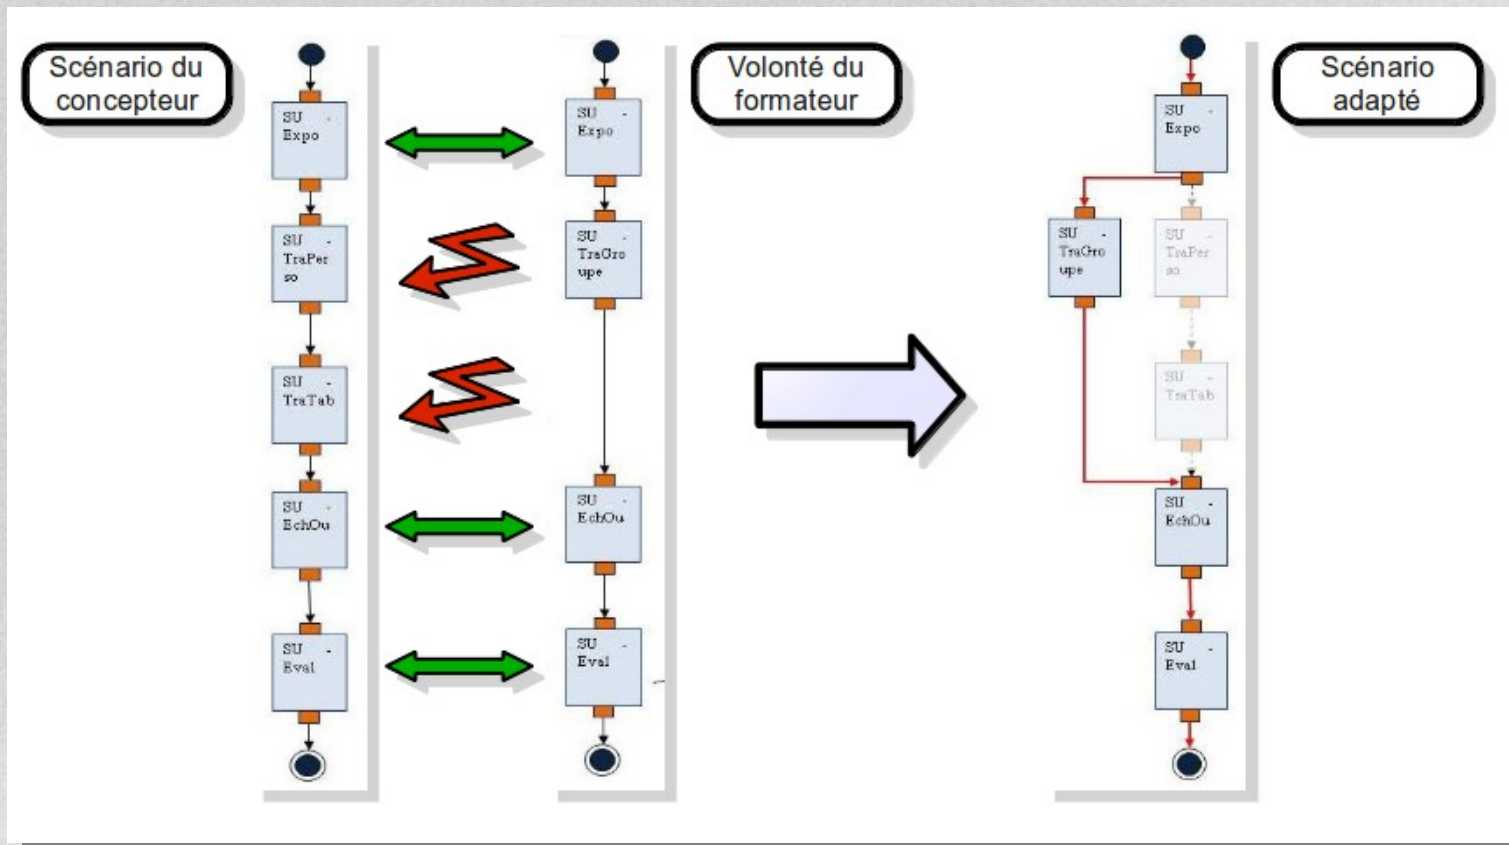 Scénario du
concepteur
SU -
Expo
SU -
TraPer
so
SU -
TraTab
SU -
EchOu
SU -
Eval
Volonté du
formateur
SU -
Expo
SU -
TraGro
upe
SU -
EchOu
SU -
Eval
Scénario
adapté
SU -
Expo
SU -
TraGro
upe
SU -
TraPer
so
SU -
TraTab
SU -
EchOu
SU -
Eval